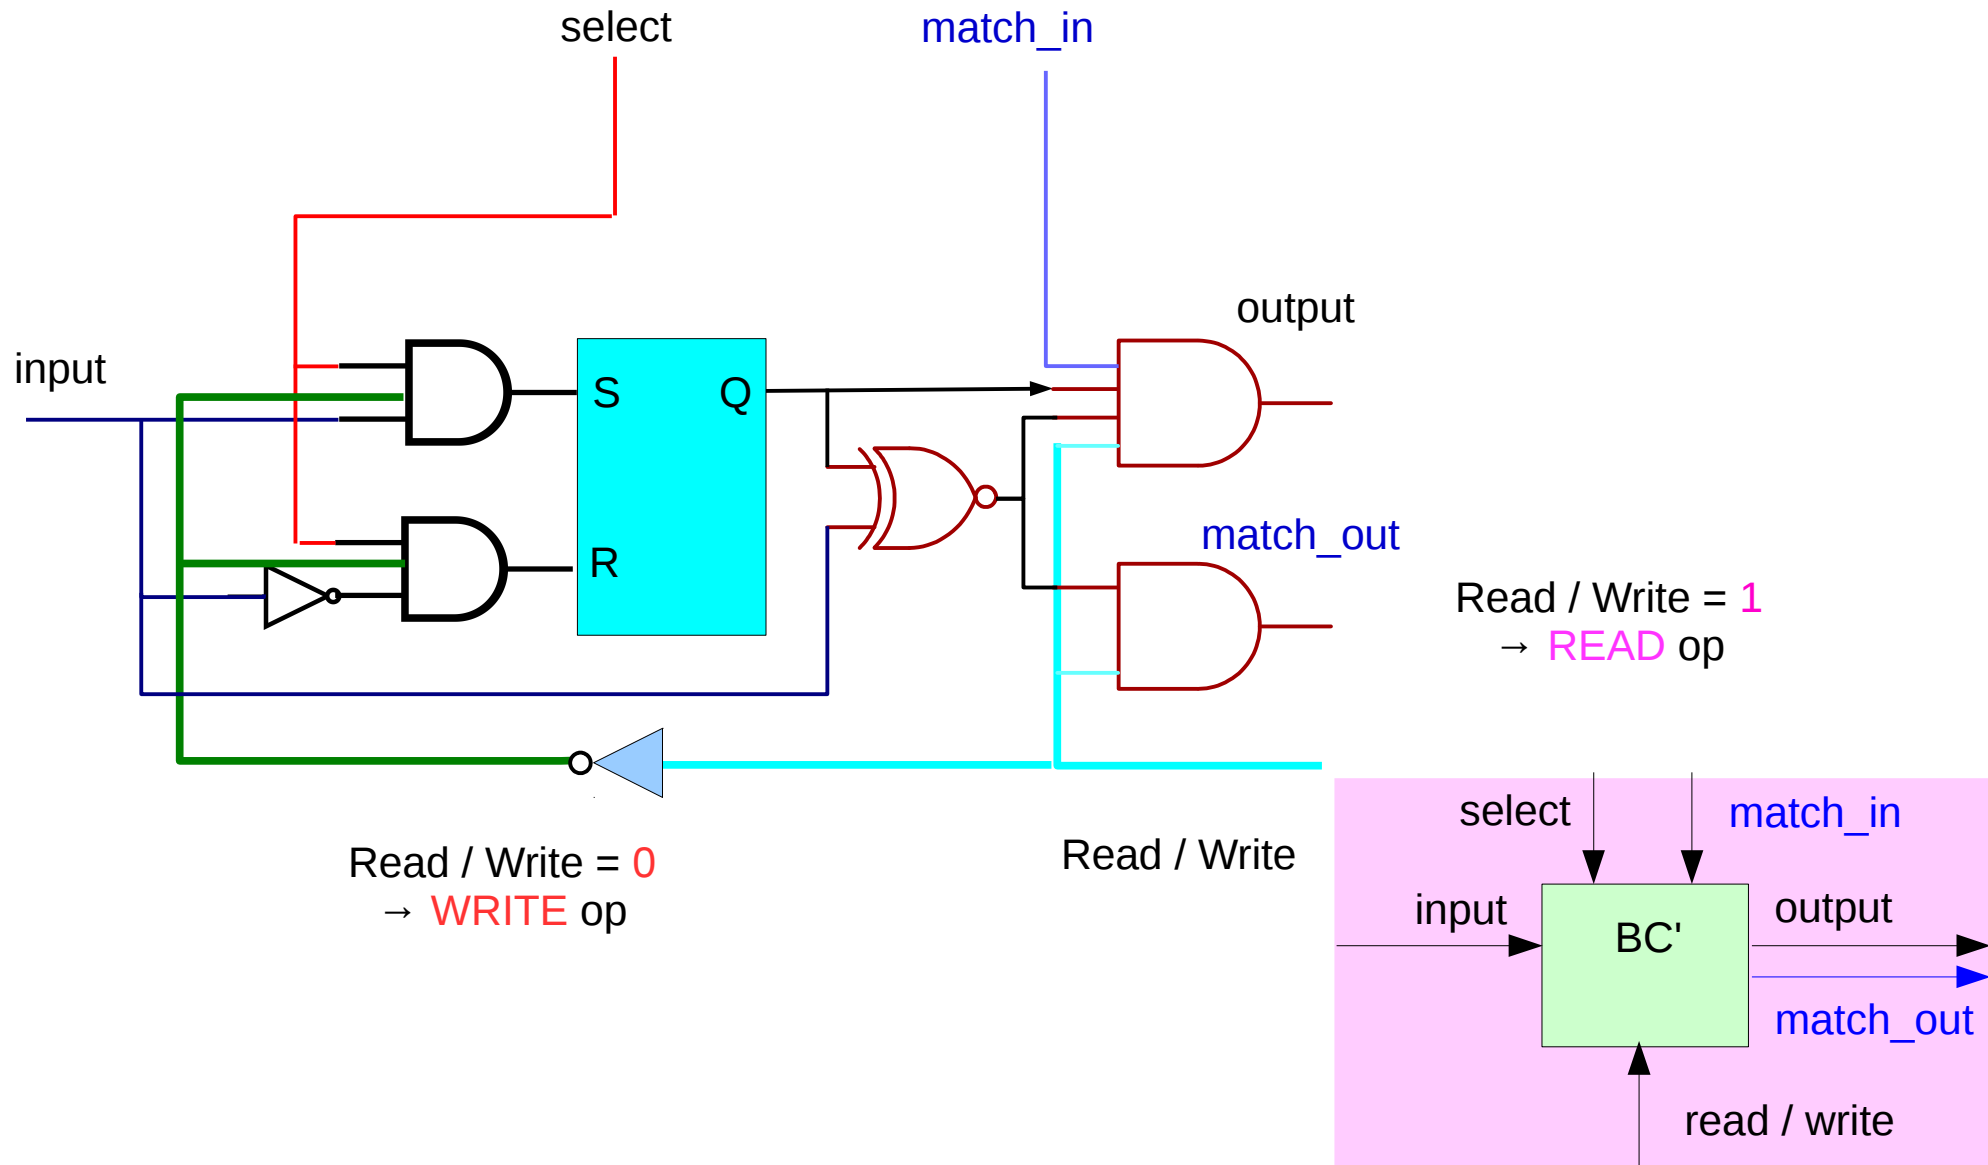 select
match_in
output
input
S
Q
match_out
R
Read / Write = 1
→ READ op
select
match_in
Read / Write = 0
→ WRITE op
Read / Write
input
output
BC'
match_out
read / write